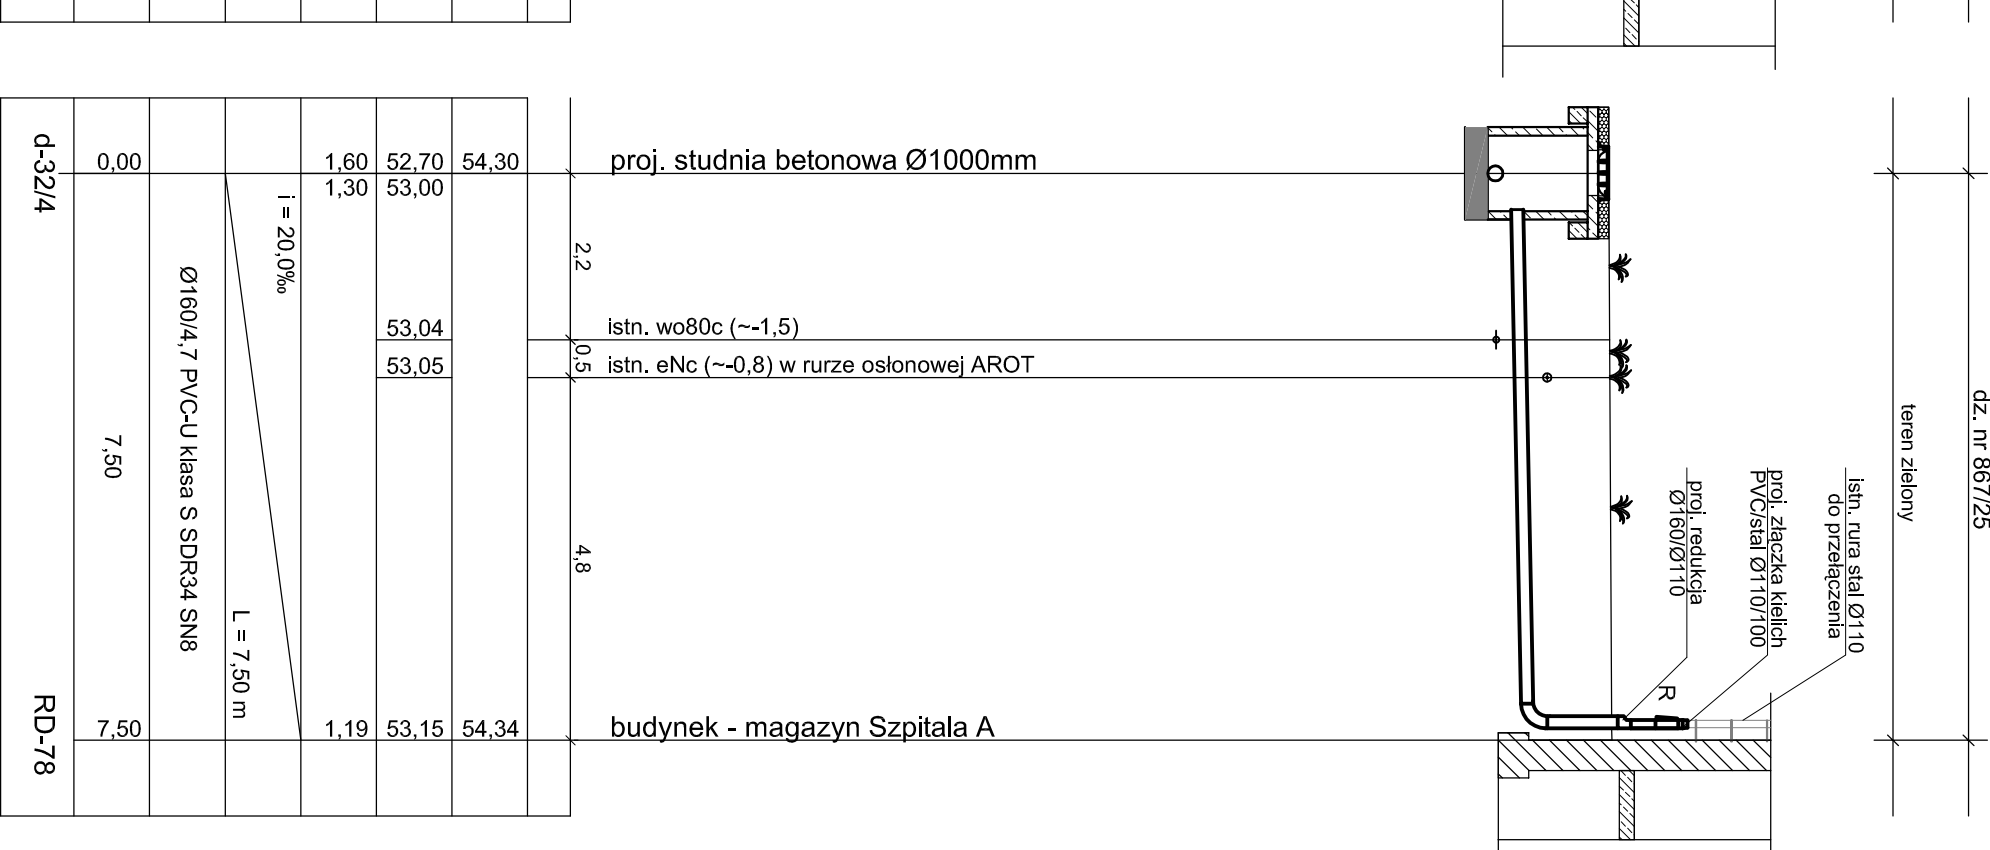 d-32/4
0,00
1,60
52,70
54,30
proj. studnia betonowa Ø1000mm
1,30
53,00
i = 20,0‰
2,2
Ø160/4,7 PVC-U klasa S SDR34 SN8
53,04
istn. wo80c (~-1,5)
0,5
53,05
istn. eNc (~-0,8) w rurze osłonowej AROT
7,50
4,8
L = 7,50 m
RD-78
7,50
1,19
53,15
54,34
budynek - magazyn Szpitala A
proj. redukcja
Ø160/Ø110
proj. złączka kielich
PVC/stal Ø110/100
istn. rura stal Ø110
do przełączenia
R
teren zielony
dz. nr 867/25